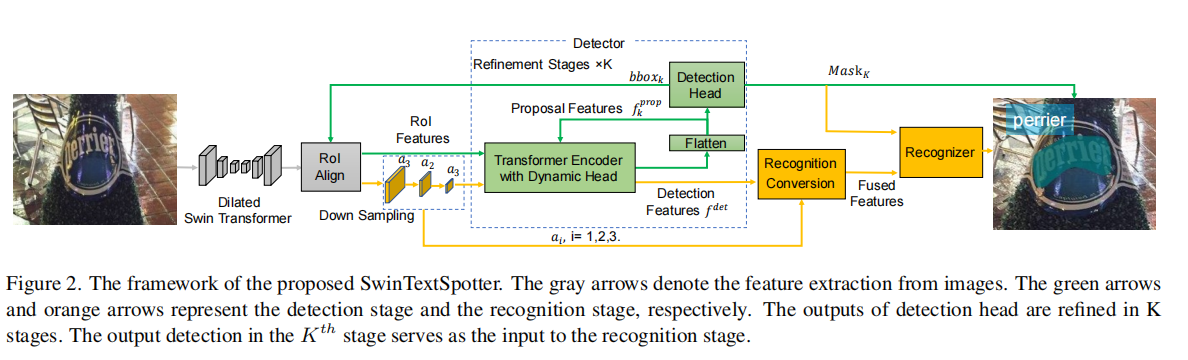 Detector
Refinement Stages ×K
bbox_k
Detection
Head
Mask_K
Proposal Features f_k^prop
RoI
Features
Flatten
perrier
perrier
RoI
Align
a_3 a_2 a_3
Transformer Encoder
with Dynamic Head
Recognition
Conversion
Recognizer
Dilated
Swin Transformer
Down Sampling
Detection
Features f^det
Fused
Features
a_i, i= 1,2,3.
Figure 2. The framework of the proposed SwinTextSpotter. The gray arrows denote the feature extraction from images. The green arrows
and orange arrows represent the detection stage and the recognition stage, respectively. The outputs of detection head are refined in K
stages. The output detection in the K^th stage serves as the input to the recognition stage.